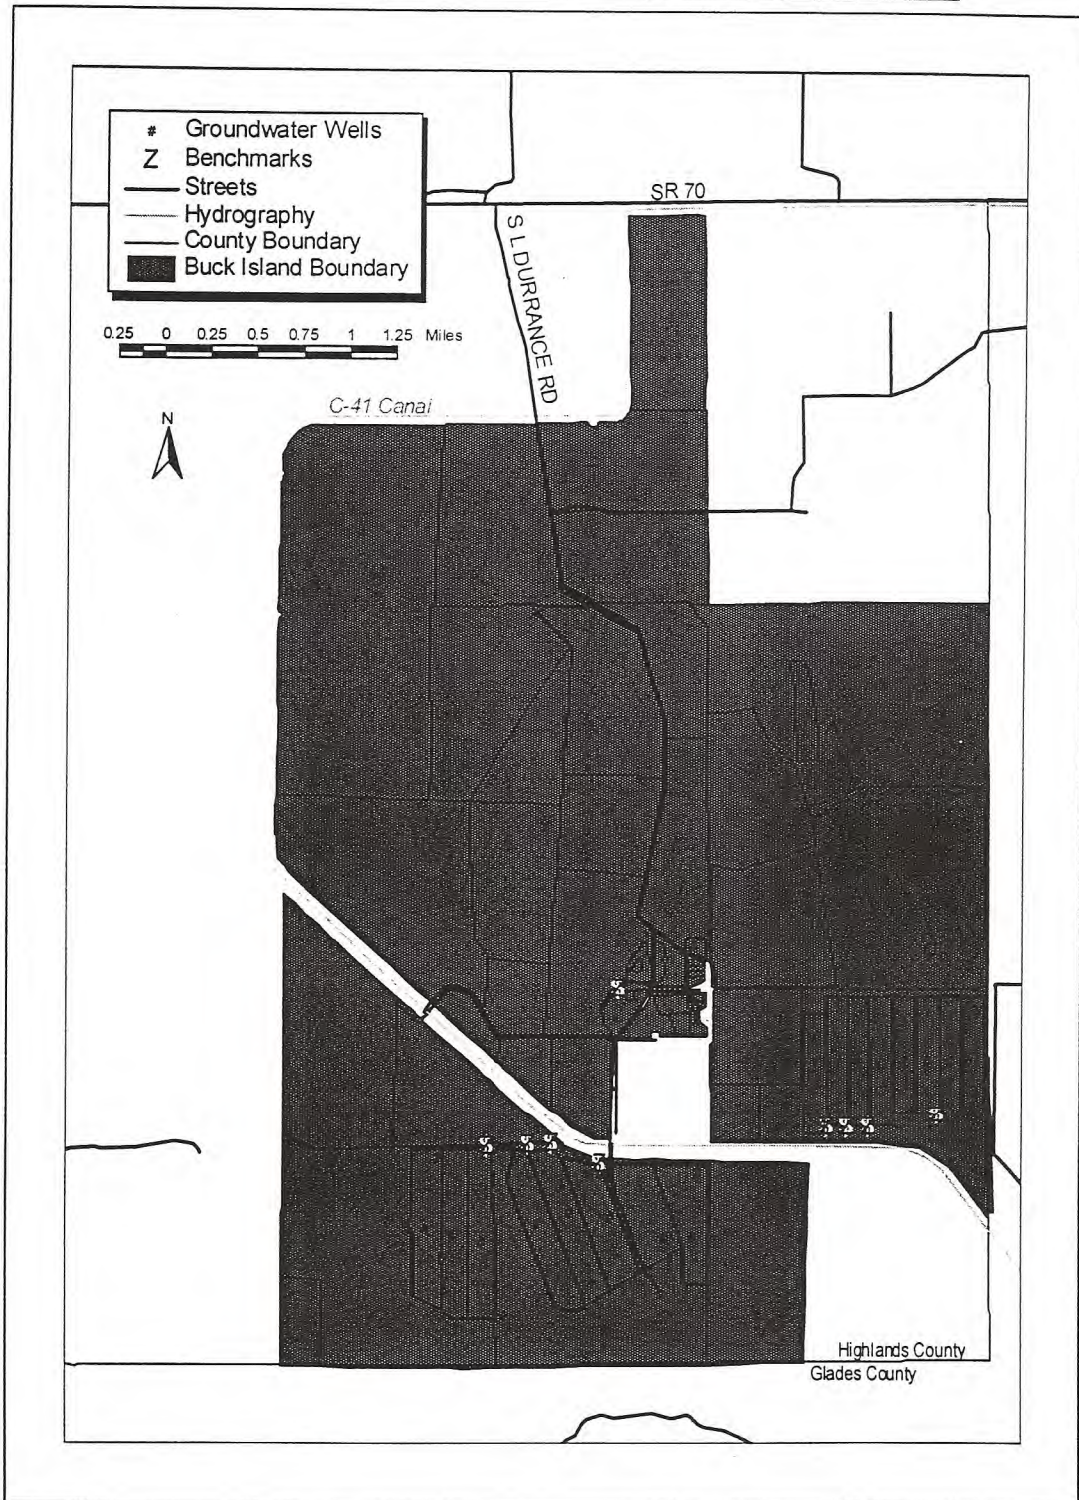 # Groundwater Wells
Z Benchmarks
Streets
Hydrography
County Boundary
Buck Island Boundary
0.25 0 0.25 0.5 0.75 1 1.25 Miles
N
SR 70
S L DURRANCE RD
C-41 Canal
Highlands County
Glades County